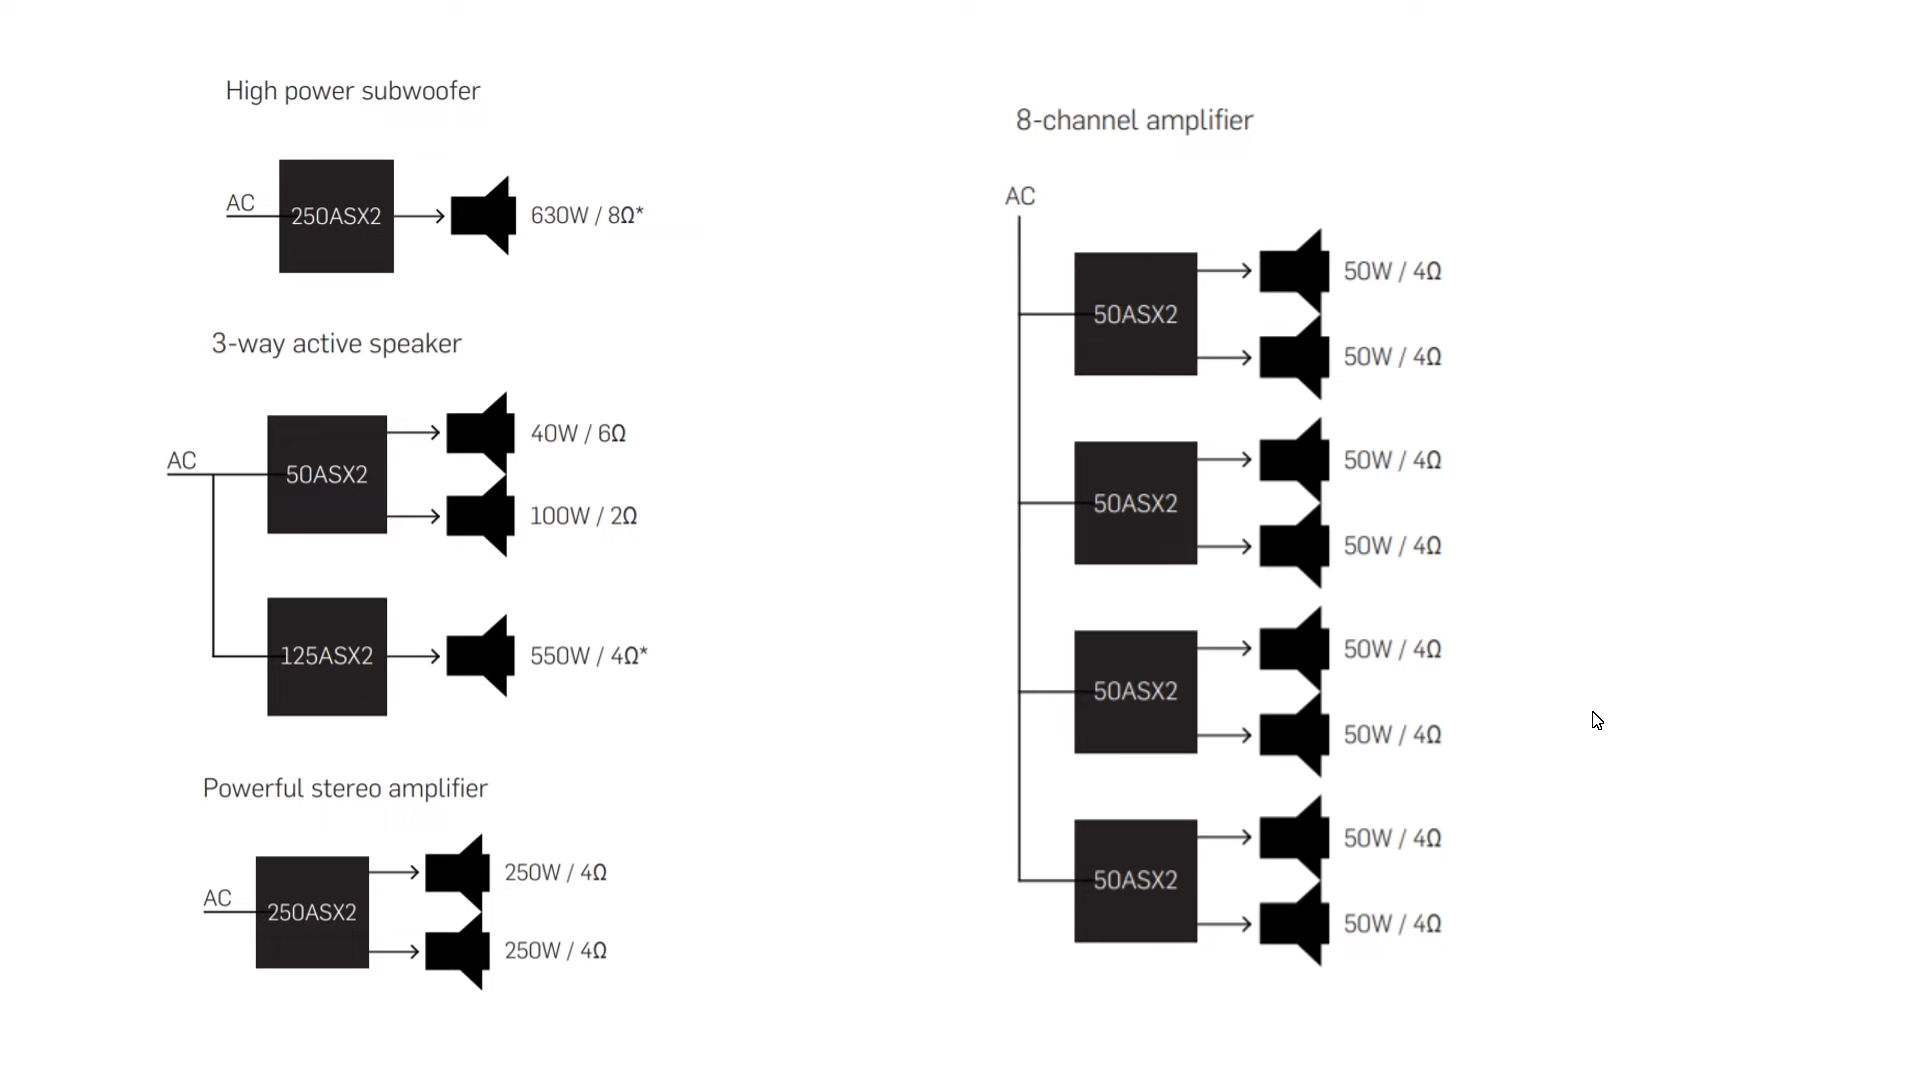 High power subwoofer
AC
250ASX2
630W / 8Ω*
3-way active speaker
AC
50ASX2
40W / 6Ω
100W / 2Ω
125ASX2
550W / 4Ω*
Powerful stereo amplifier
AC
250ASX2
250W / 4Ω
250W / 4Ω
8-channel amplifier
AC
50ASX2
50W / 4Ω
50W / 4Ω
50ASX2
50W / 4Ω
50W / 4Ω
50ASX2
50W / 4Ω
50W / 4Ω
50ASX2
50W / 4Ω
50W / 4Ω